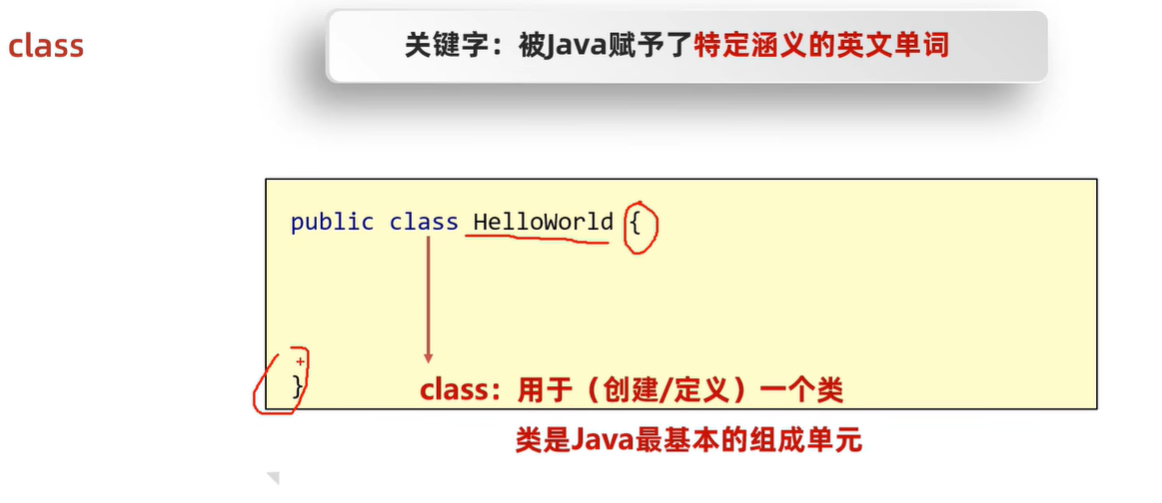 class
关键字：被Java赋予了特定涵义的英文单词
public class HelloWorld {
}
class：用于（创建/定义）一个类
类是Java最基本的组成单元